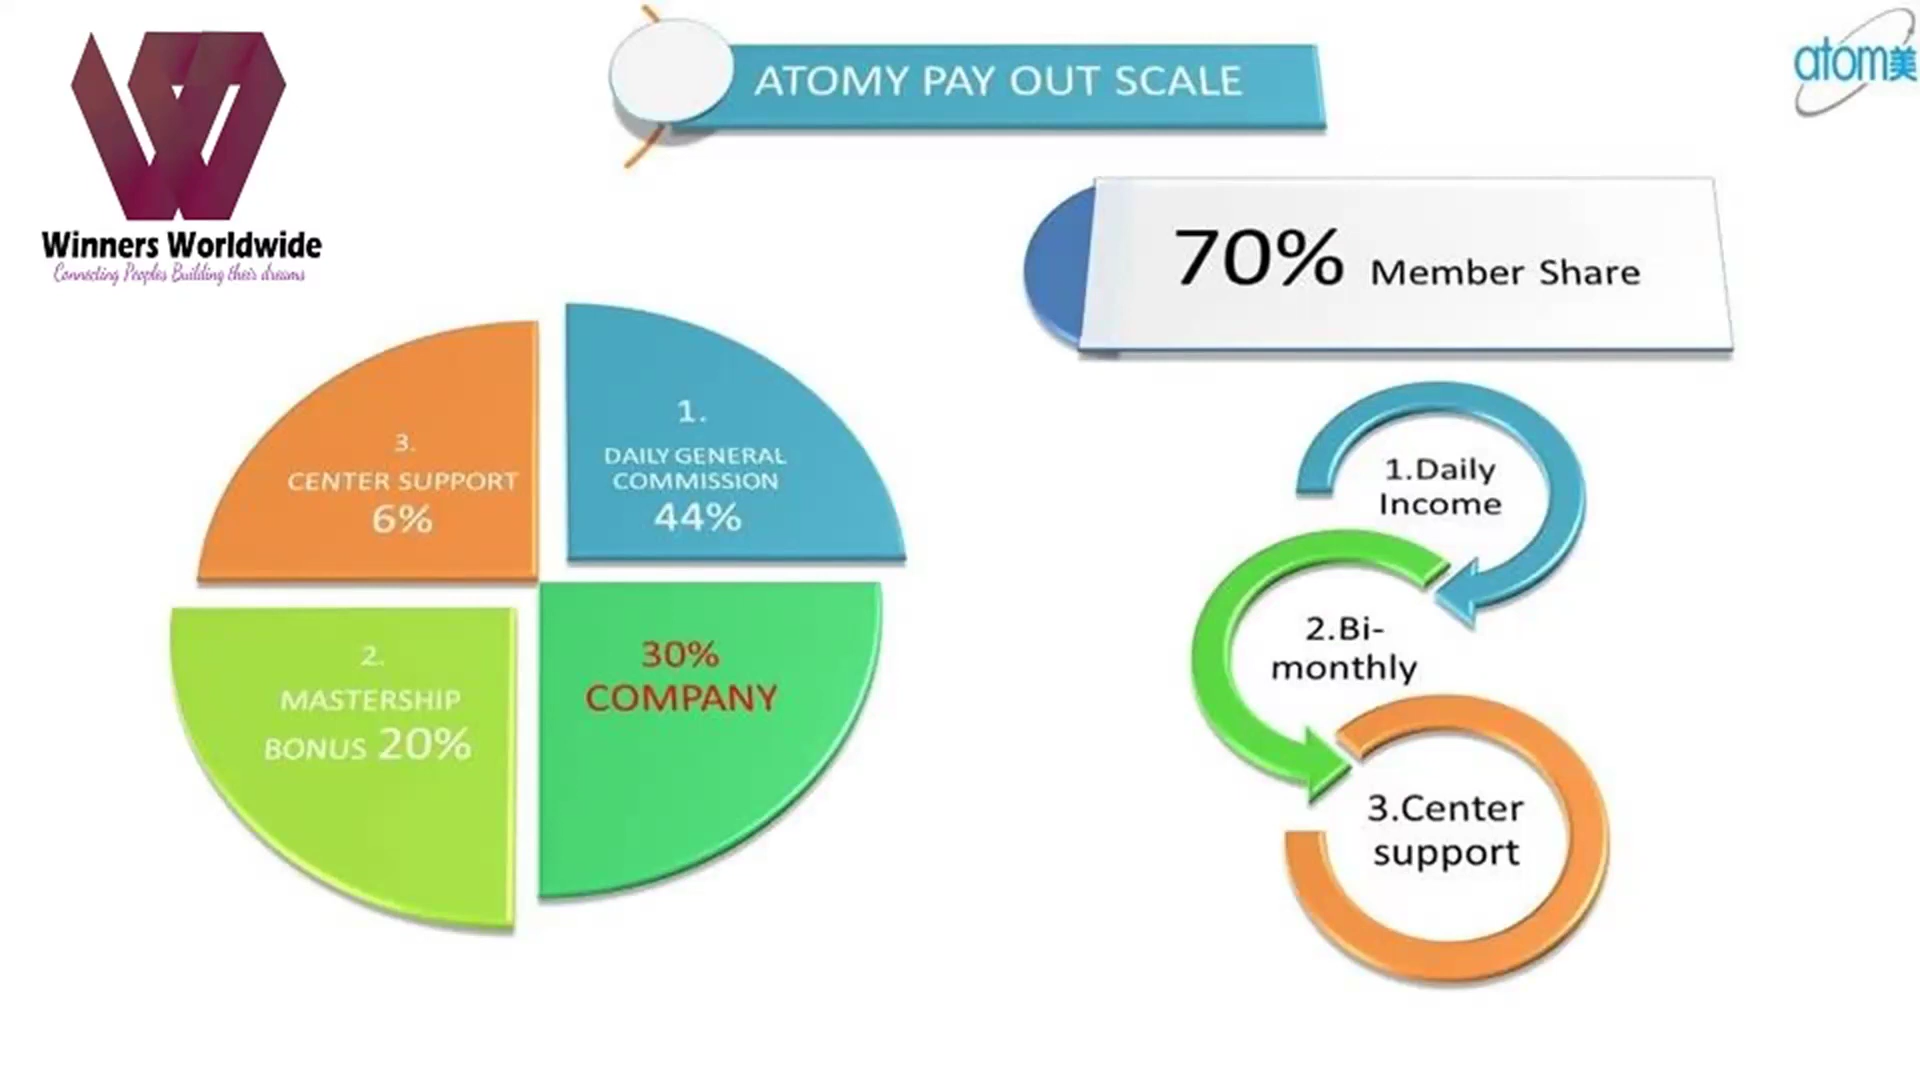 Winners Worldwide
Connecting Peoples Building their dreams
ATOMY PAY OUT SCALE
atom美
70% Member Share
3.
CENTER SUPPORT
6%
1.
DAILY GENERAL
COMMISSION
44%
2.
MASTERSHIP
BONUS 20%
30%
COMPANY
1.Daily
Income
2.Bi-
monthly
3.Center
support